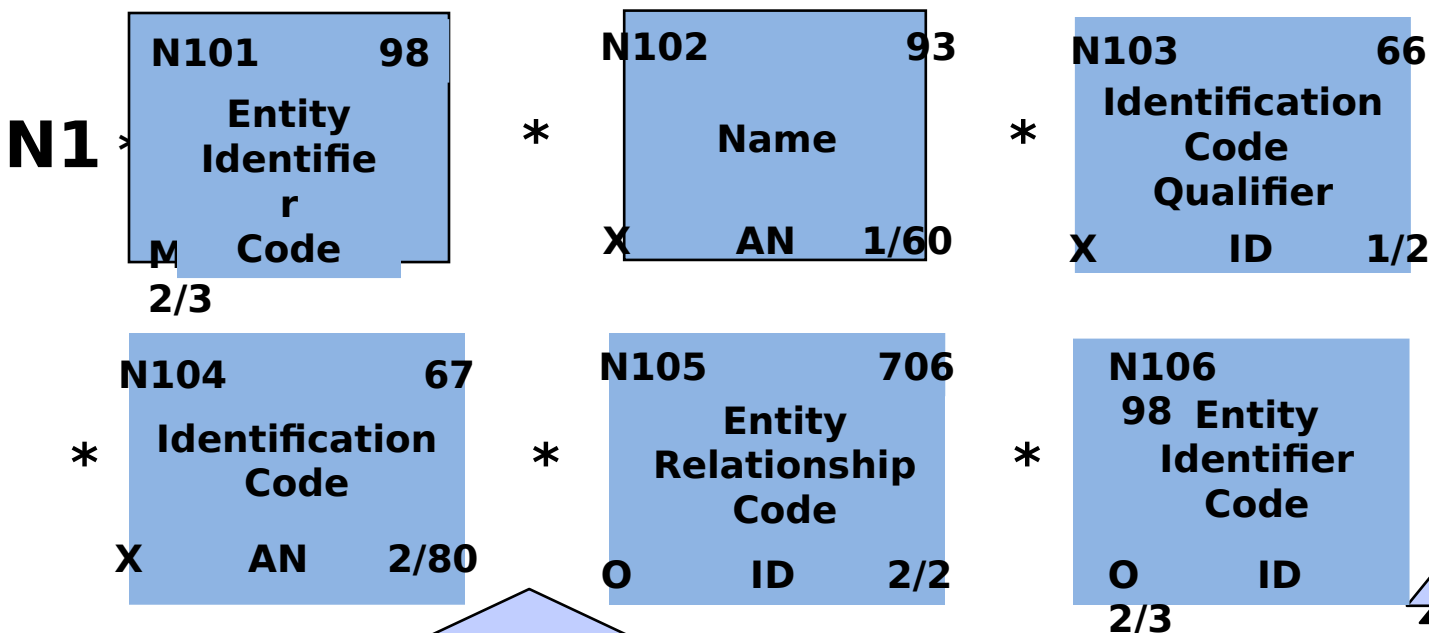 N1 * N101 98
Entity
Identifie
r
Code
M
2/3
* N102 93
Name
X AN 1/60
* N103 66
Identification
Code
Qualifier
X ID 1/2
* N104 67
Identification
Code
X AN 2/80
* N105 706
Entity
Relationship
Code
O ID 2/2
* N106
98 Entity
Identifier
Code
O ID
2/3